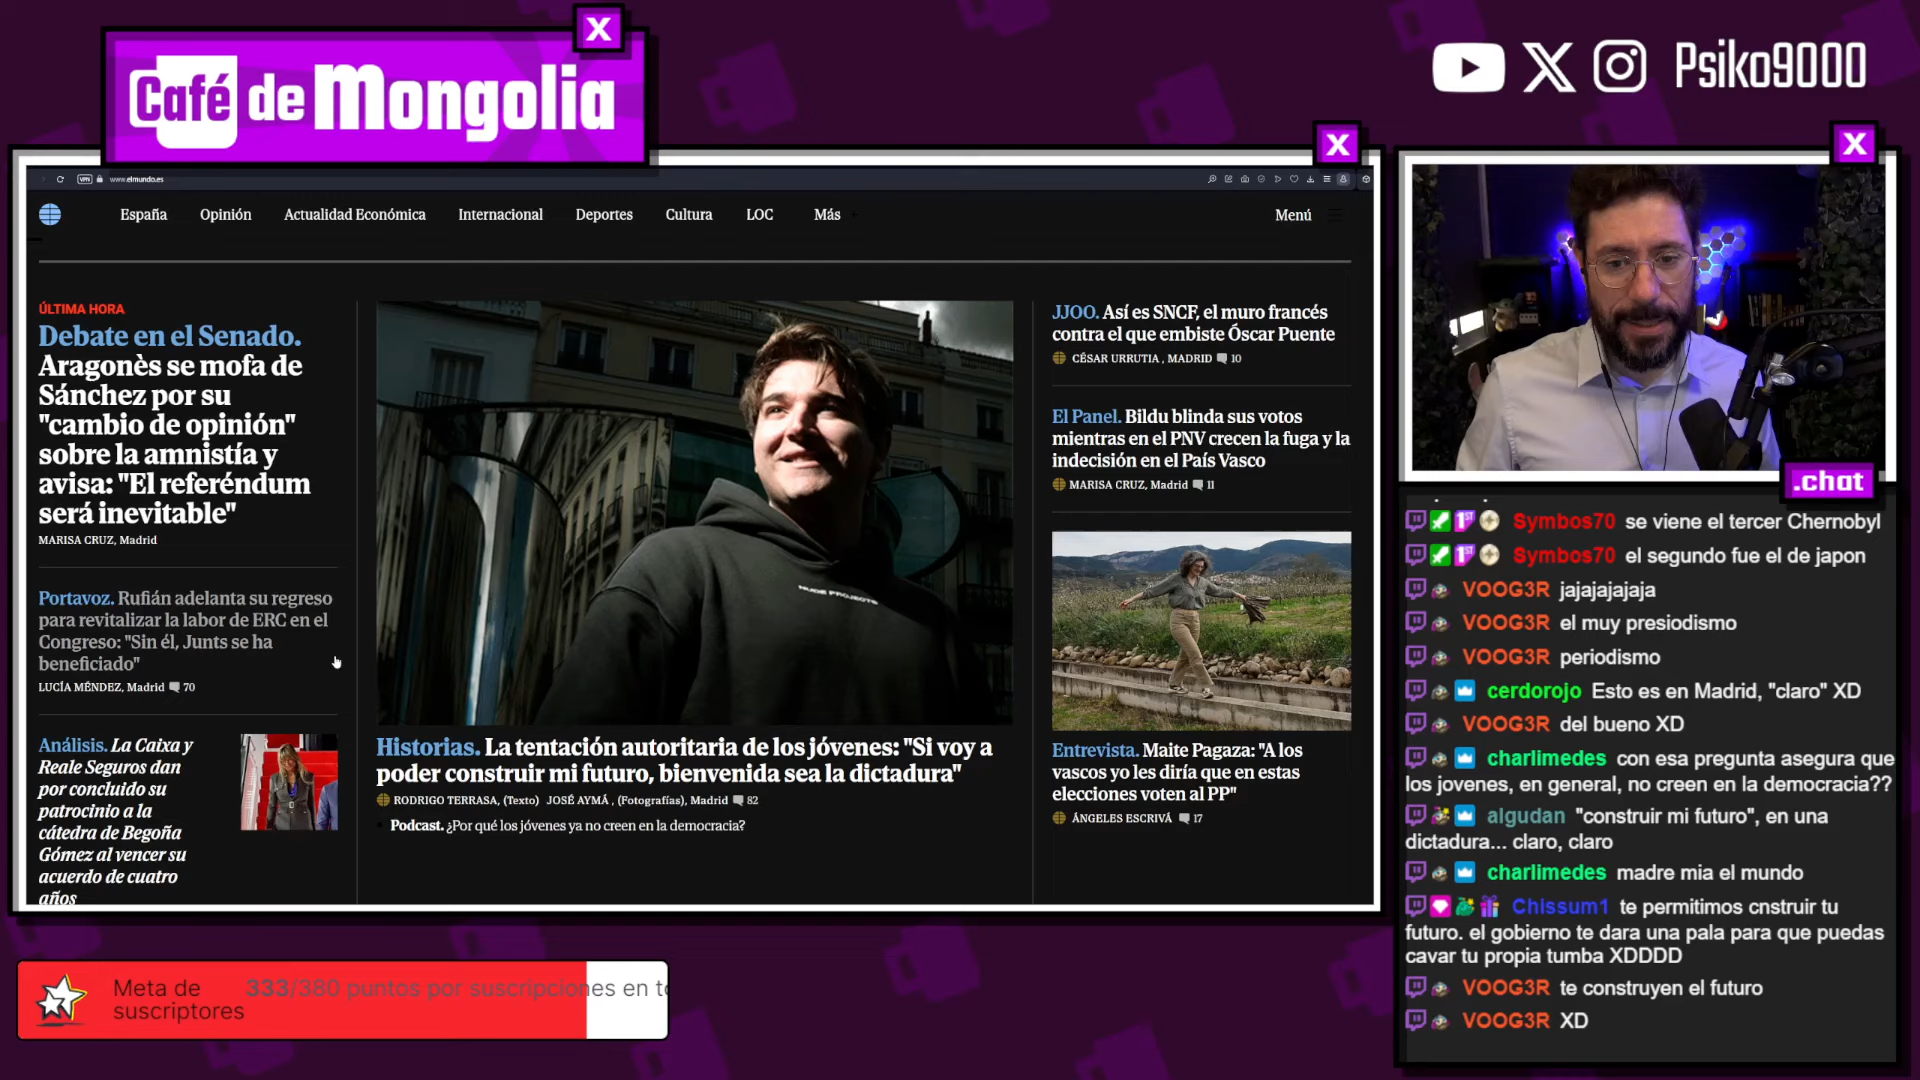 X
Café de Mongolia
Psiko9000
X
X
VPN
www.elmundo.es
España
Opinión
Actualidad Económica
Internacional
Deportes
Cultura
LOC
Más
Menú
ÚLTIMA HORA
Debate en el Senado.
Aragonès se mofa de
Sánchez por su
"cambio de opinión"
sobre la amnistía y
avisa: "El referéndum
será inevitable"
MARISA CRUZ, Madrid
Portavoz. Rufián adelanta su regreso
para revitalizar la labor de ERC en el
Congreso: "Sin él, Junts se ha
beneficiado"
LUCÍA MÉNDEZ, Madrid 70
Análisis. La Caixa y
Reale Seguros dan
por concluido su
patrocinio a la
cátedra de Begoña
Gómez al vencer su
acuerdo de cuatro
años
NUDE PROJECT
Historias. La tentación autoritaria de los jóvenes: "Si voy a
poder construir mi futuro, bienvenida sea la dictadura"
RODRIGO TERRASA, (Texto) JOSÉ AYMÁ , (Fotografías), Madrid 82
Podcast. ¿Por qué los jóvenes ya no creen en la democracia?
JJOO. Así es SNCF, el muro francés
contra el que embiste Óscar Puente
CÉSAR URRUTIA , MADRID 10
El Panel. Bildu blinda sus votos
mientras en el PNV crecen la fuga y la
indecisión en el País Vasco
MARISA CRUZ, Madrid 11
Entrevista. Maite Pagaza: "A los
vascos yo les diría que en estas
elecciones voten al PP"
ÁNGELES ESCRIVÁ 17
.chat
1ST Symbos70 se viene el tercer Chernobyl
1ST Symbos70 el segundo fue el de japon
VOOG3R jajajajajaja
VOOG3R el muy presiodismo
VOOG3R periodismo
cerdorojo Esto es en Madrid, "claro" XD
VOOG3R del bueno XD
charlimedes con esa pregunta asegura que
los jovenes, en general, no creen en la democracia??
algudan "construir mi futuro", en una
dictadura... claro, claro
charlimedes madre mia el mundo
Chissum1 te permitimos cnstruir tu
futuro. el gobierno te dara una pala para que puedas
cavar tu propia tumba XDDDD
VOOG3R te construyen el futuro
VOOG3R XD
Meta de
suscriptores
333/380 puntos por suscripciones en to